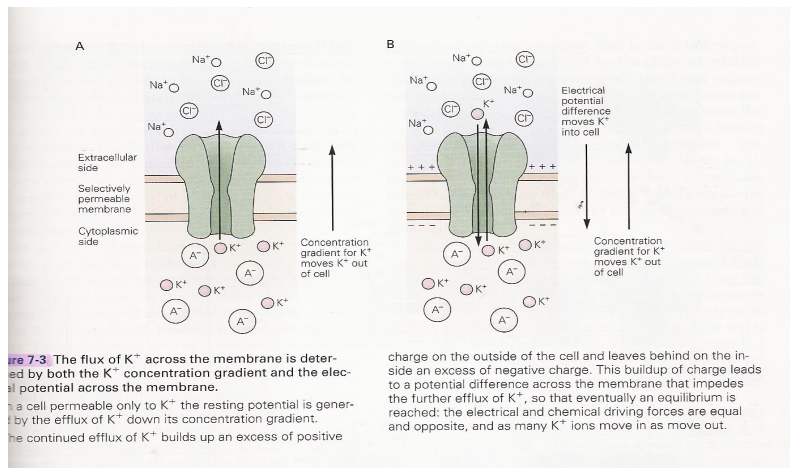 A
Na⁺
Cl⁻
Na⁺
Cl⁻
Na⁺
Cl⁻
Cl⁻
Na⁺
Extracellular
side
Selectively
permeable
membrane
Cytoplasmic
side
A⁻
K⁺
K⁺
A⁻
K⁺
K⁺
K⁺
A⁻
A⁻
Concentration
gradient for K⁺
moves K⁺ out
of cell
B
Na⁺
Cl⁻
Na⁺
Cl⁻
Na⁺
K⁺
Cl⁻
Cl⁻
Na⁺
+ + +
+ + + +
– – –
– – – –
A⁻
K⁺
K⁺
A⁻
K⁺
K⁺
K⁺
A⁻
A⁻
Electrical
potential
difference
moves K⁺
into cell
Concentration
gradient for K⁺
moves K⁺ out
of cell
ure 7-3 The flux of K⁺ across the membrane is deter-
ed by both the K⁺ concentration gradient and the elec-
al potential across the membrane.
a cell permeable only to K⁺ the resting potential is gener-
by the efflux of K⁺ down its concentration gradient.
he continued efflux of K⁺ builds up an excess of positive
charge on the outside of the cell and leaves behind on the in-
side an excess of negative charge. This buildup of charge leads
to a potential difference across the membrane that impedes
the further efflux of K⁺, so that eventually an equilibrium is
reached: the electrical and chemical driving forces are equal
and opposite, and as many K⁺ ions move in as move out.